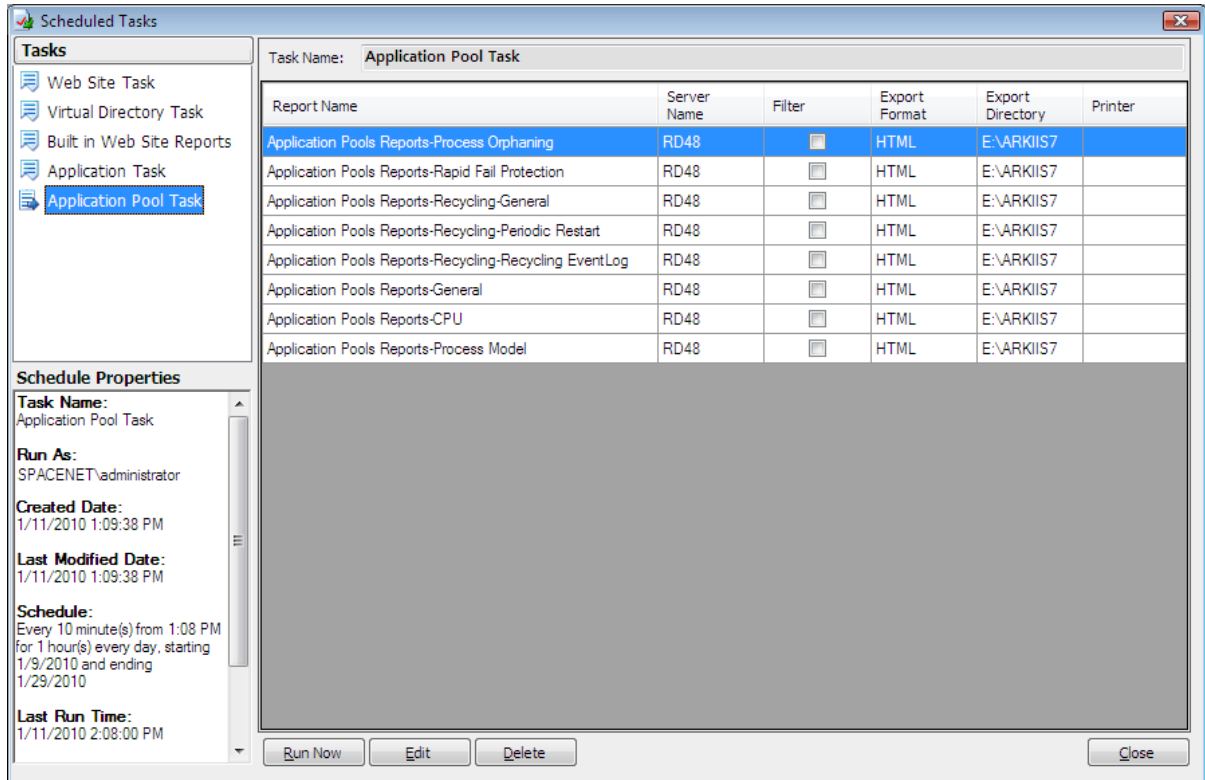 Scheduled Tasks
Tasks
Web Site Task
Virtual Directory Task
Built in Web Site Reports
Application Task
Application Pool Task
Schedule Properties
Task Name:
Application Pool Task
Run As:
SPACENET\administrator
Created Date:
1/11/2010 1:09:38 PM
Last Modified Date:
1/11/2010 1:09:38 PM
Schedule:
Every 10 minute(s) from 1:08 PM
for 1 hour(s) every day, starting
1/9/2010 and ending
1/29/2010
Last Run Time:
1/11/2010 2:08:00 PM
Task Name: Application Pool Task
Report Name Server Name Filter Export Format Export Directory Printer
Application Pools Reports-Process Orphaning RD48 HTML E:\ARKIIS7
Application Pools Reports-Rapid Fail Protection RD48 HTML E:\ARKIIS7
Application Pools Reports-Recycling-General RD48 HTML E:\ARKIIS7
Application Pools Reports-Recycling-Periodic Restart RD48 HTML E:\ARKIIS7
Application Pools Reports-Recycling-Recycling EventLog RD48 HTML E:\ARKIIS7
Application Pools Reports-General RD48 HTML E:\ARKIIS7
Application Pools Reports-CPU RD48 HTML E:\ARKIIS7
Application Pools Reports-Process Model RD48 HTML E:\ARKIIS7
Run Now Edit Delete Close